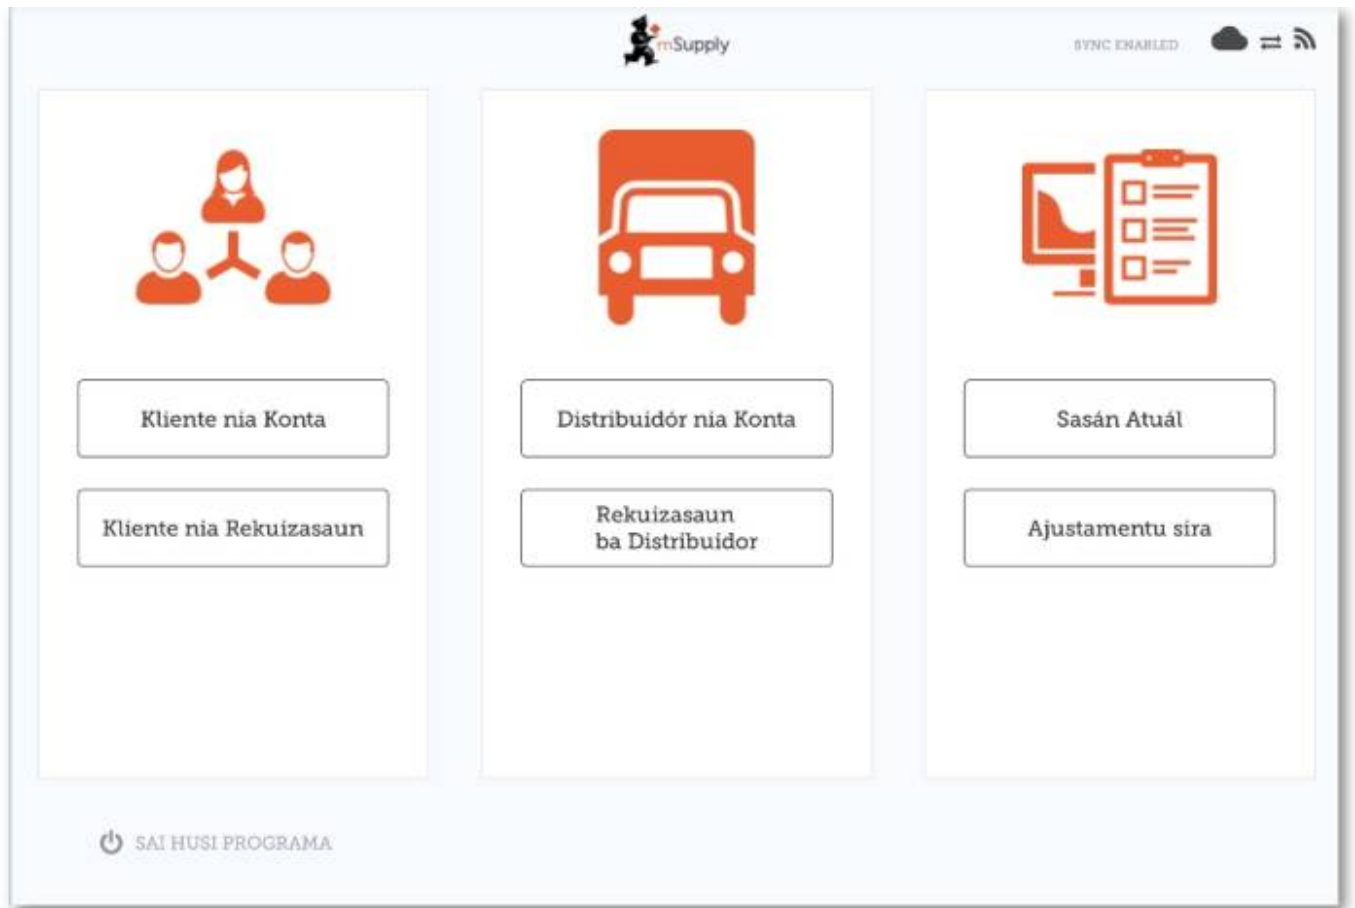 mSupply
SYNC ENABLED
Kliente nia Konta
Kliente nia Rekuizasaun
Distribuidór nia Konta
Rekuizasaun
ba Distribuidor
Sasán Atuál
Ajustamentu sira
SAI HUSI PROGRAMA